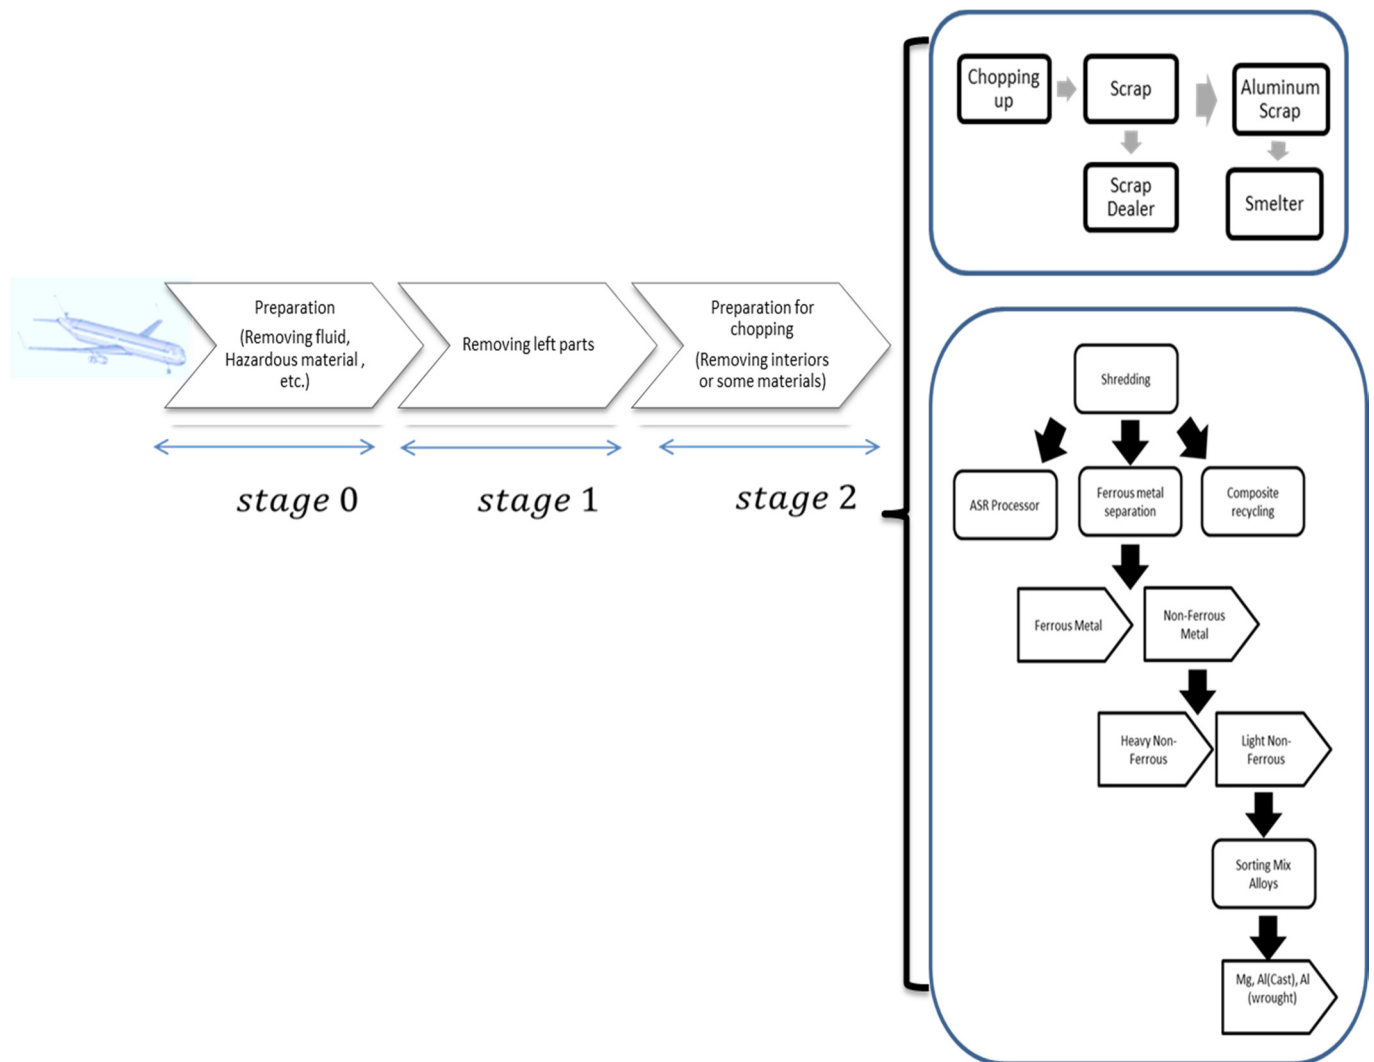 Preparation
(Removing fluid,
Hazardous material ,
etc.)
Removing left parts
Preparation for
chopping
(Removing interiors
or some materials)
stage 0
stage 1
stage 2
Chopping
up
Scrap
Aluminum
Scrap
Scrap
Dealer
Smelter
Shredding
ASR Processor
Ferrous metal
separation
Composite
recycling
Ferrous Metal
Non-Ferrous
Metal
Heavy Non-
Ferrous
Light Non-
Ferrous
Sorting Mix
Alloys
Mg, Al(Cast), Al
(wrought)